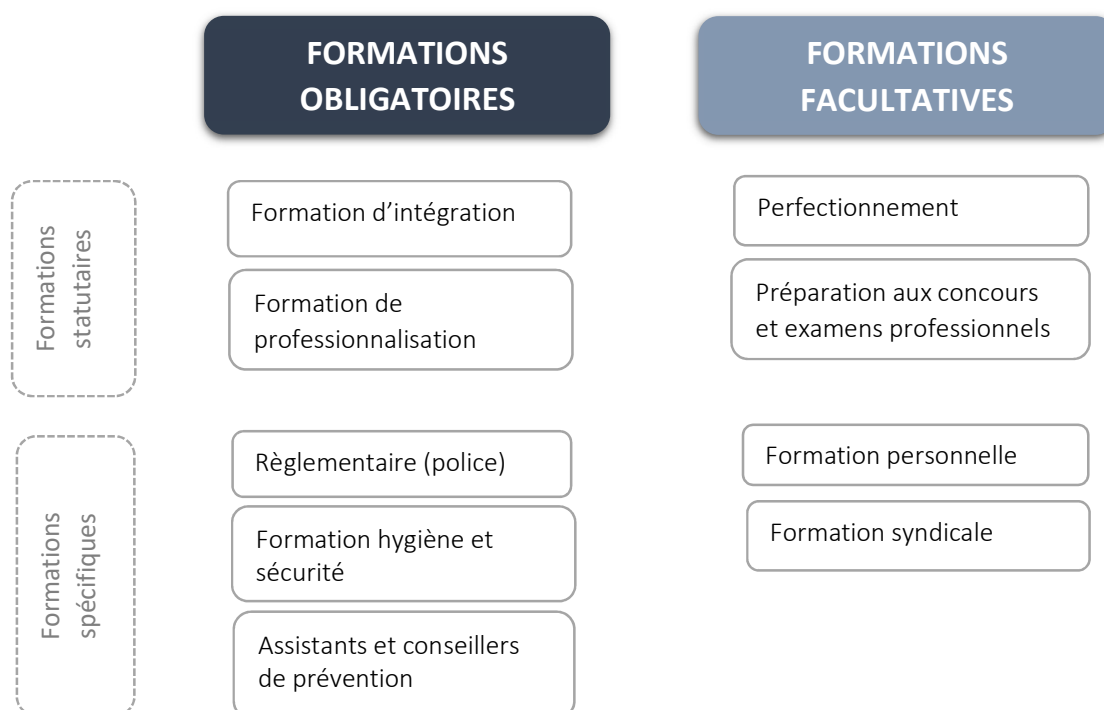 FORMATIONS
OBLIGATOIRES
FORMATIONS
FACULTATIVES
Formations
statutaires
Formation d’intégration
Formation de
professionnalisation
Perfectionnement
Préparation aux concours
et examens professionnels
Formations
spécifiques
Règlementaire (police)
Formation hygiène et
sécurité
Assistants et conseillers
de prévention
Formation personnelle
Formation syndicale